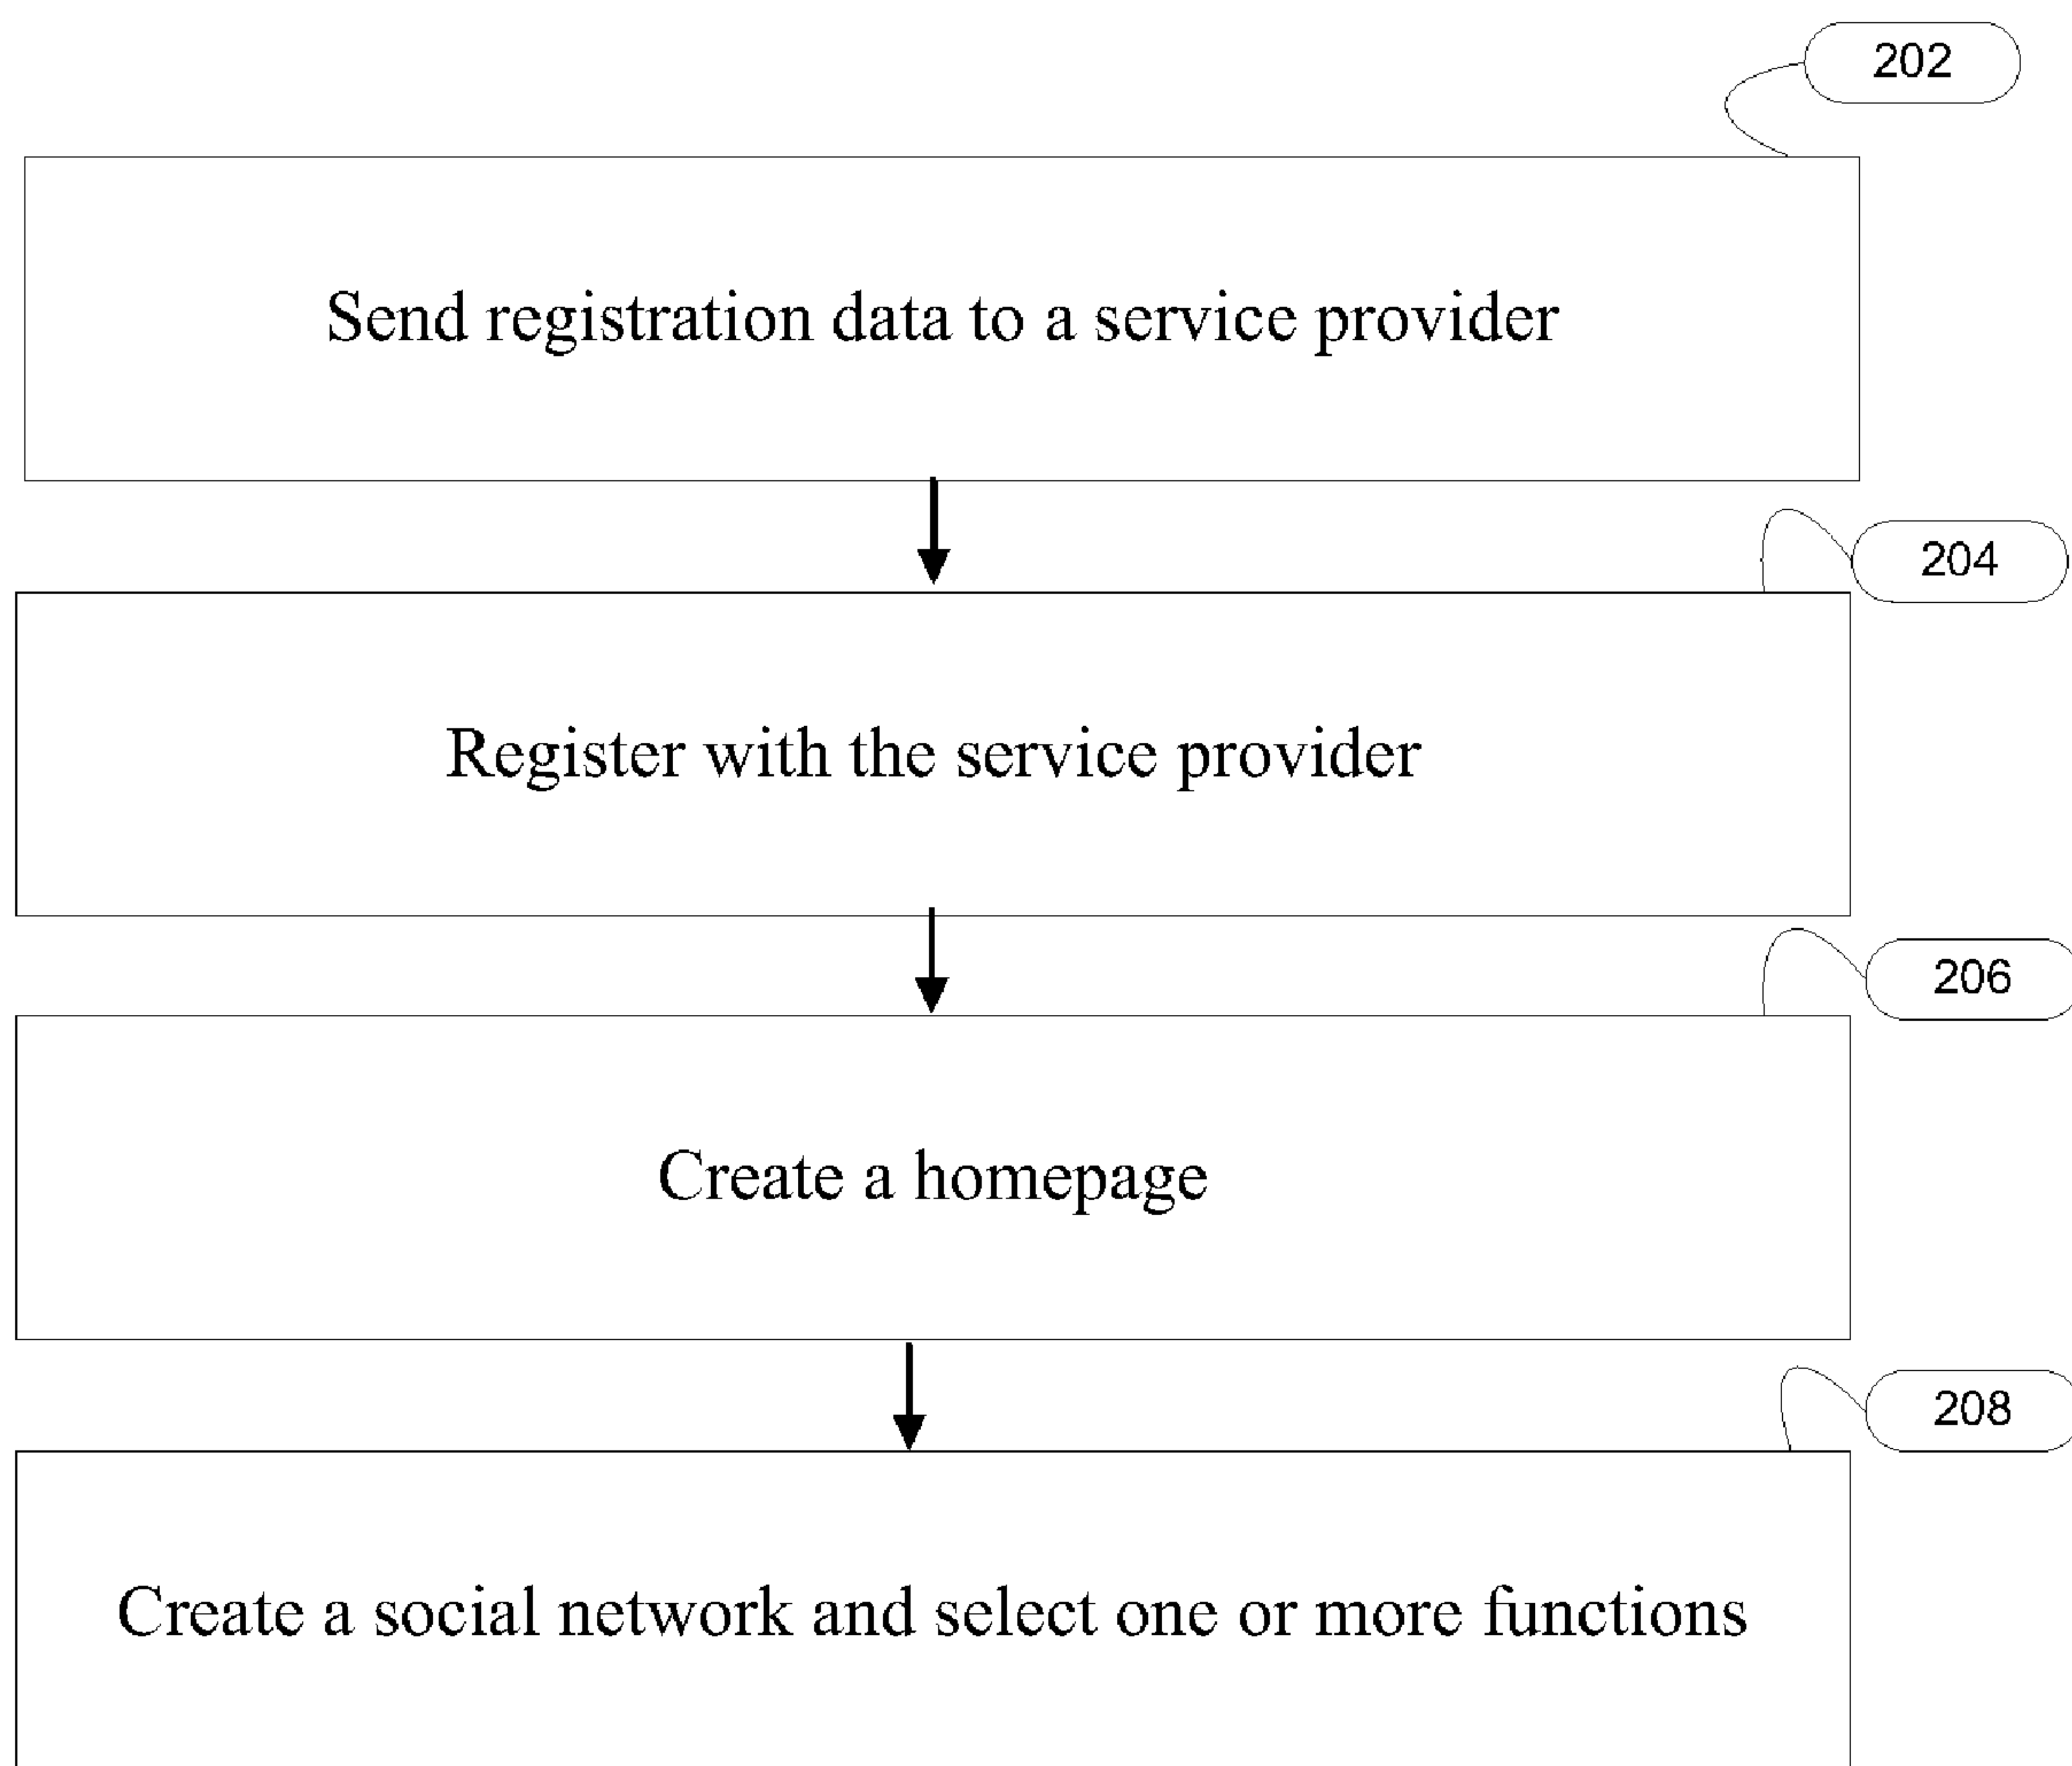 202
Send registration data to a service provider
204
Register with the service provider
206
Create a homepage
208
Create a social network and select one or more functions